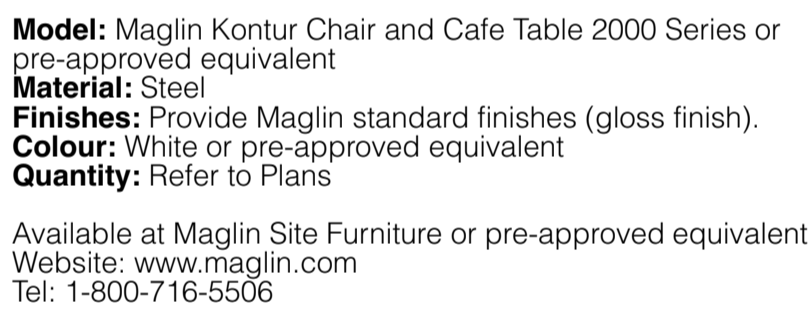 Model: Maglin Kontur Chair and Cafe Table 2000 Series or
pre-approved equivalent
Material: Steel
Finishes: Provide Maglin standard finishes (gloss finish).
Colour: White or pre-approved equivalent
Quantity: Refer to Plans
Available at Maglin Site Furniture or pre-approved equivalent
Website: www.maglin.com
Tel: 1-800-716-5506